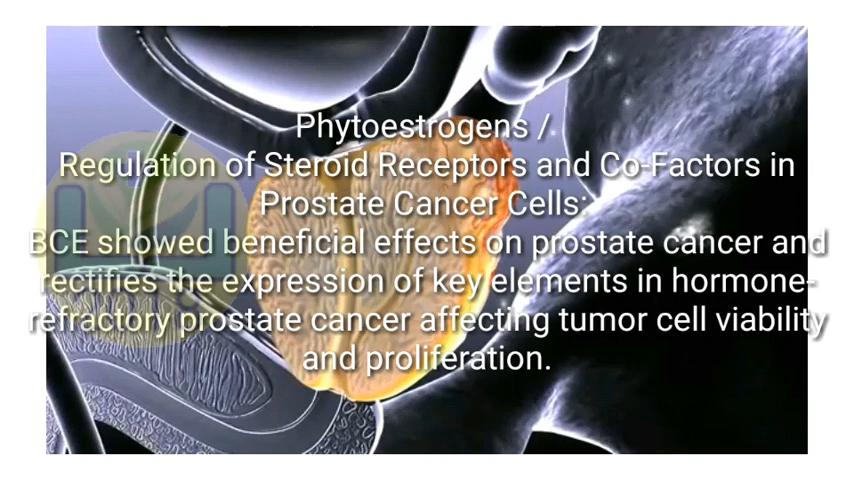 Phytoestrogens /
Regulation of Steroid Receptors and Co-Factors in
Prostate Cancer Cells:
BCE showed beneficial effects on prostate cancer and
rectifies the expression of key elements in hormone-
refractory prostate cancer affecting tumor cell viability
and proliferation.